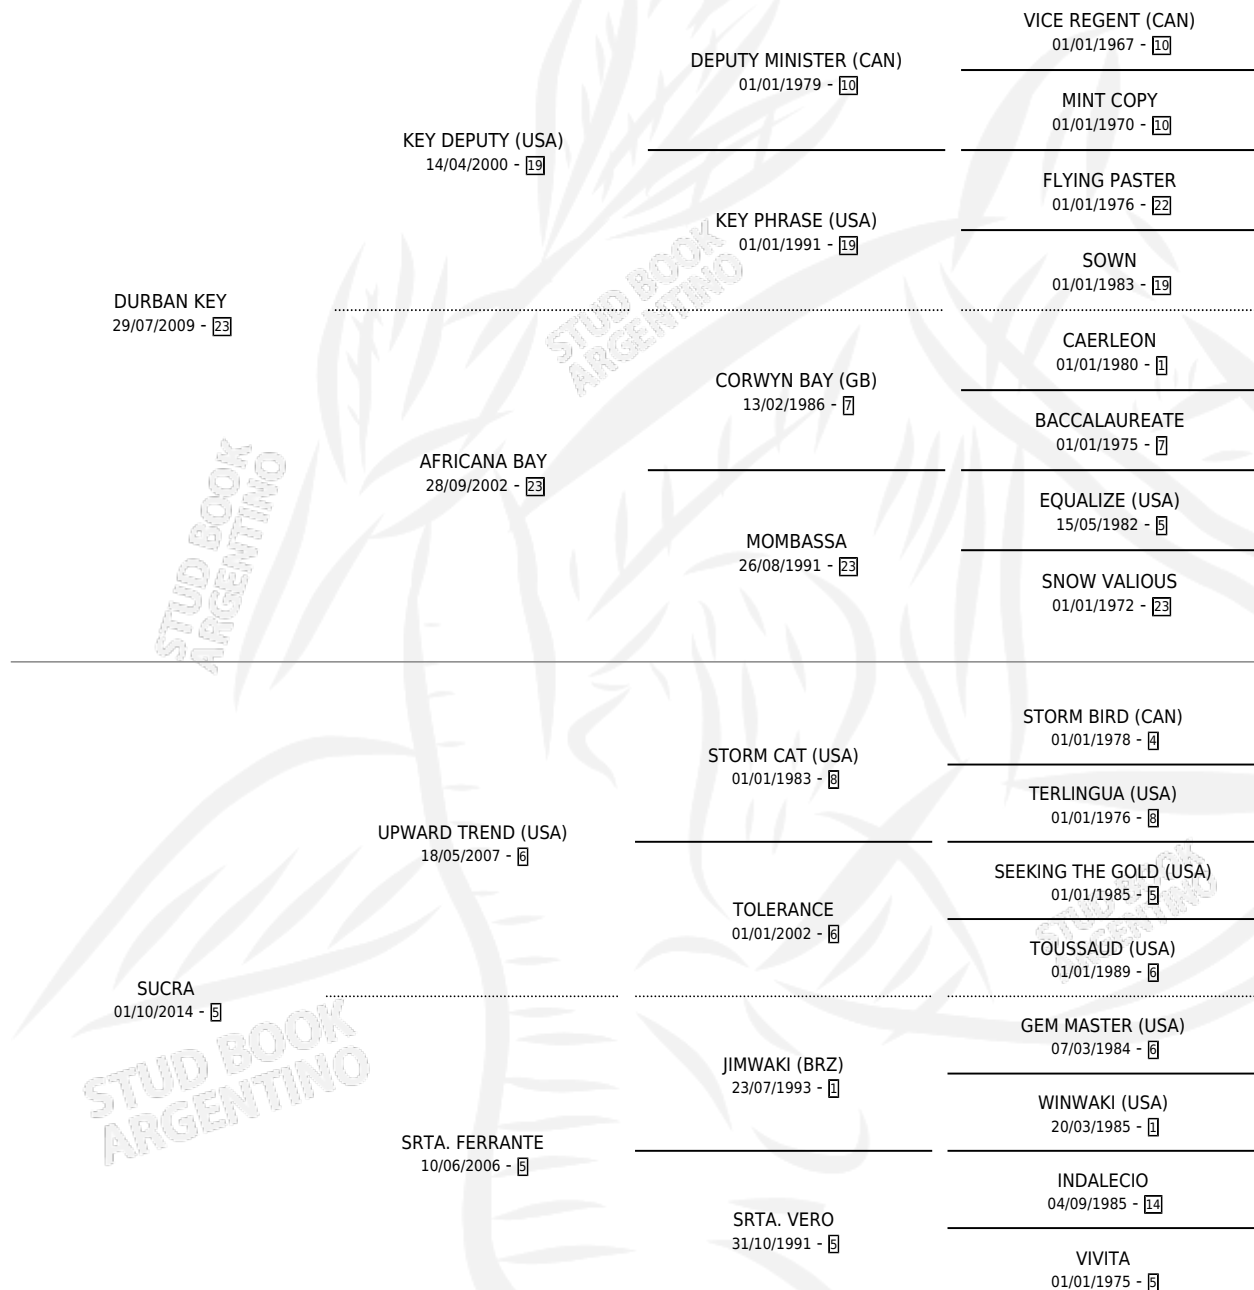 VICE REGENT (CAN)
01/01/1967 - 10
DEPUTY MINISTER (CAN)
01/01/1979 - 10
MINT COPY
01/01/1970 - 10
KEY DEPUTY (USA)
14/04/2000 - 19
FLYING PASTER
01/01/1976 - 22
KEY PHRASE (USA)
01/01/1991 - 19
SOWN
01/01/1983 - 19
DURBAN KEY
29/07/2009 - 23
CAERLEON
01/01/1980 - 1
CORWYN BAY (GB)
13/02/1986 - 7
BACCALAUREATE
01/01/1975 - 7
AFRICANA BAY
28/09/2002 - 23
EQUALIZE (USA)
15/05/1982 - 5
MOMBASSA
26/08/1991 - 23
SNOW VALIOUS
01/01/1972 - 23
STORM BIRD (CAN)
01/01/1978 - 4
STORM CAT (USA)
01/01/1983 - 8
TERLINGUA (USA)
01/01/1976 - 8
UPWARD TREND (USA)
18/05/2007 - 6
SEEKING THE GOLD (USA)
01/01/1985 - 5
TOLERANCE
01/01/2002 - 6
TOUSSAUD (USA)
01/01/1989 - 6
SUCRA
01/10/2014 - 5
GEM MASTER (USA)
07/03/1984 - 6
JIMWAKI (BRZ)
23/07/1993 - 1
WINWAKI (USA)
20/03/1985 - 1
SRTA. FERRANTE
10/06/2006 - 5
INDALECIO
04/09/1985 - 14
SRTA. VERO
31/10/1991 - 5
VIVITA
01/01/1975 - 5
STUD BOOK
ARGENTINO
STUD BOOK
ARGENTINO
STUD BOOK
ARGENTINO
STUD BOOK
ARGENTINO